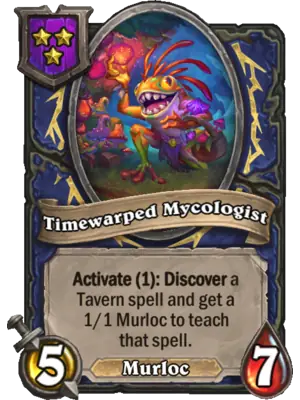 Timewarped Mycologist
Activate (1): Discover a
Tavern spell and get a
1/1 Murloc to teach
that spell.
5
Murloc
7